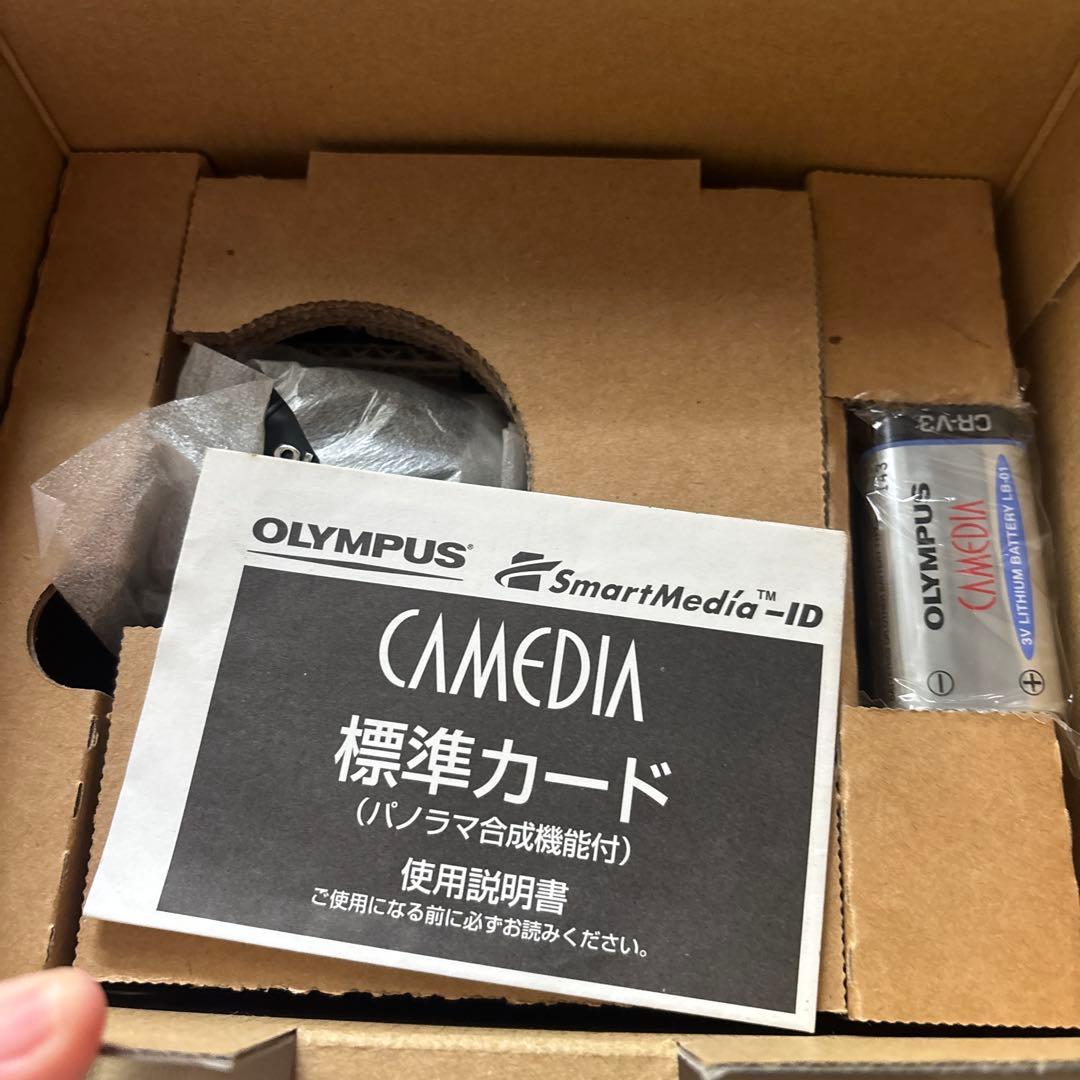 OLYMPUS®
SmartMedia™-ID
CAMEDIA
標準カード
(パノラマ合成機能付)
使用説明書
ご使用になる前に必ずお読みください。
CR-V3
OLYMPUS
CAMEDIA
3V LITHIUM BATTERY LB-01
⊖ ⊕